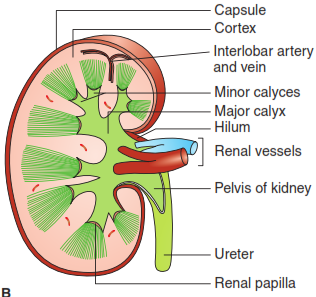 Capsule
Cortex
Interlobar artery
and vein
Minor calyces
Major calyx
Hilum
Renal vessels
Pelvis of kidney
Ureter
Renal papilla
B